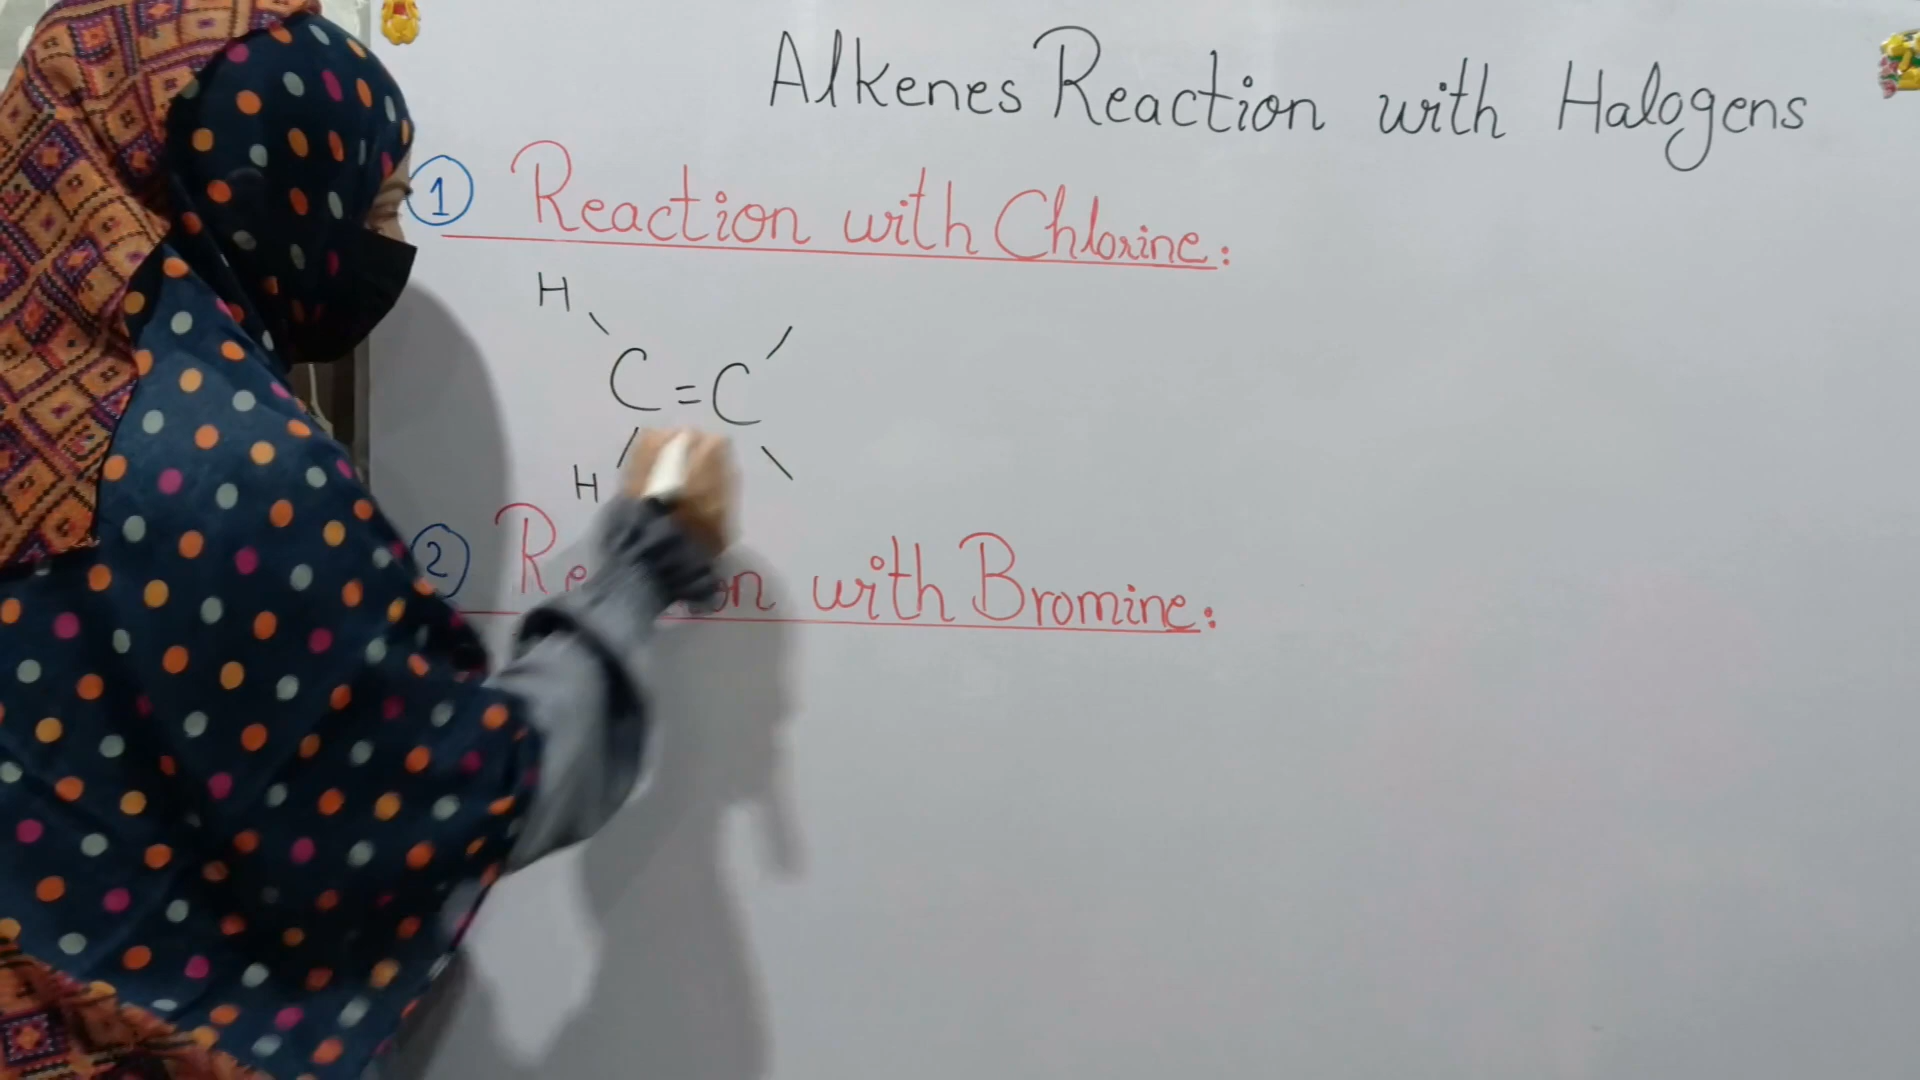 Alkenes Reaction with Halogens
1 Reaction with Chlorine:
H
C=C
H
2 with Bromine: